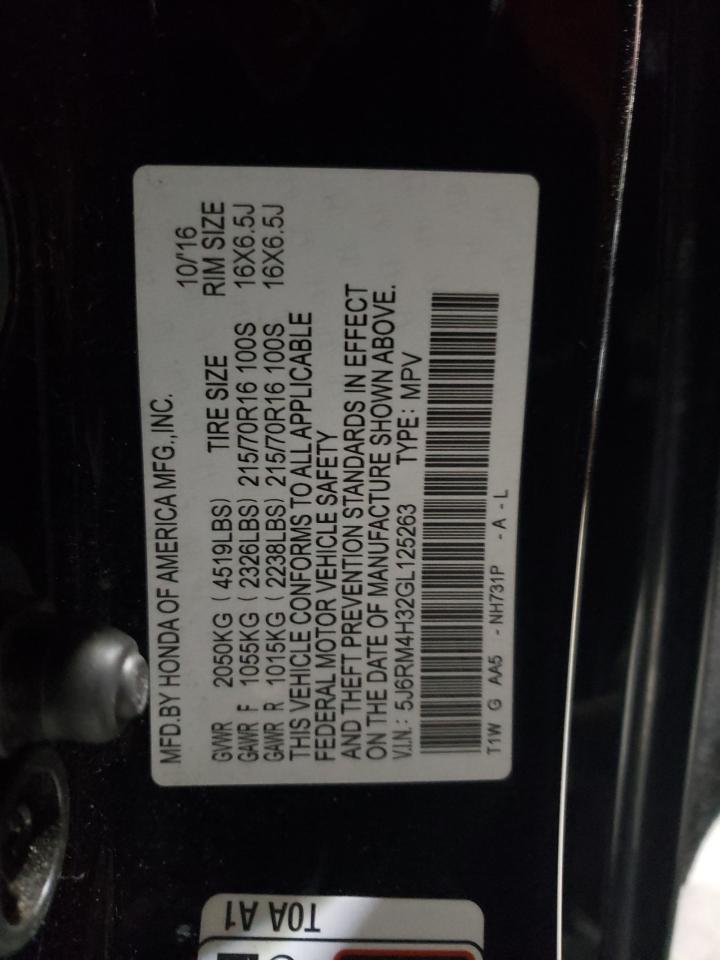 MFD.BY HONDA OF AMERICA MFG.,INC. 10/'16
TIRE SIZE RIM SIZE
GVWR 2050KG ( 4519LBS)
GAWR F 1055KG ( 2326LBS) 215/70R16 100S 16X6.5J
GAWR R 1015KG ( 2238LBS) 215/70R16 100S 16X6.5J
THIS VEHICLE CONFORMS TO ALL APPLICABLE
FEDERAL MOTOR VEHICLE SAFETY
AND THEFT PREVENTION STANDARDS IN EFFECT
ON THE DATE OF MANUFACTURE SHOWN ABOVE.
V.I.N.: 5J6RM4H32GL125263 TYPE: MPV
T1W G AA5 - NH731P - A - L
T0A A1